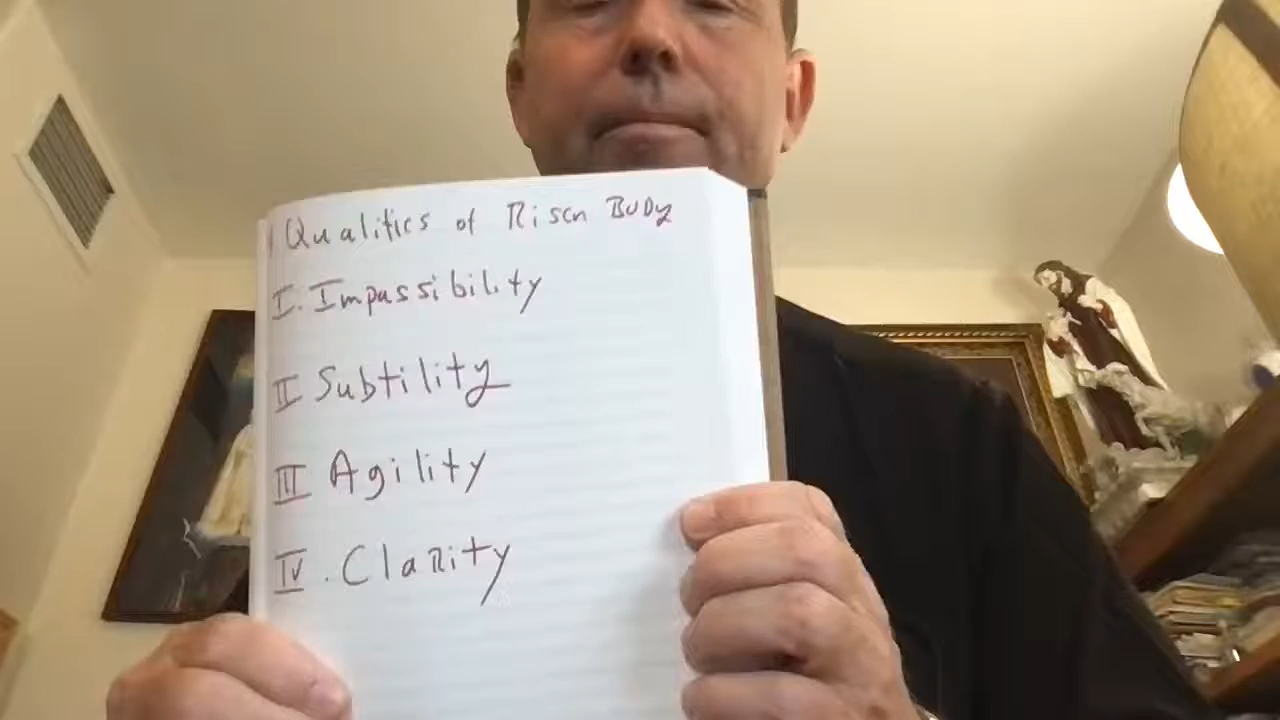 Qualities of Risen Body
I. Impassibility
II Subtility
III Agility
IV. Clarity